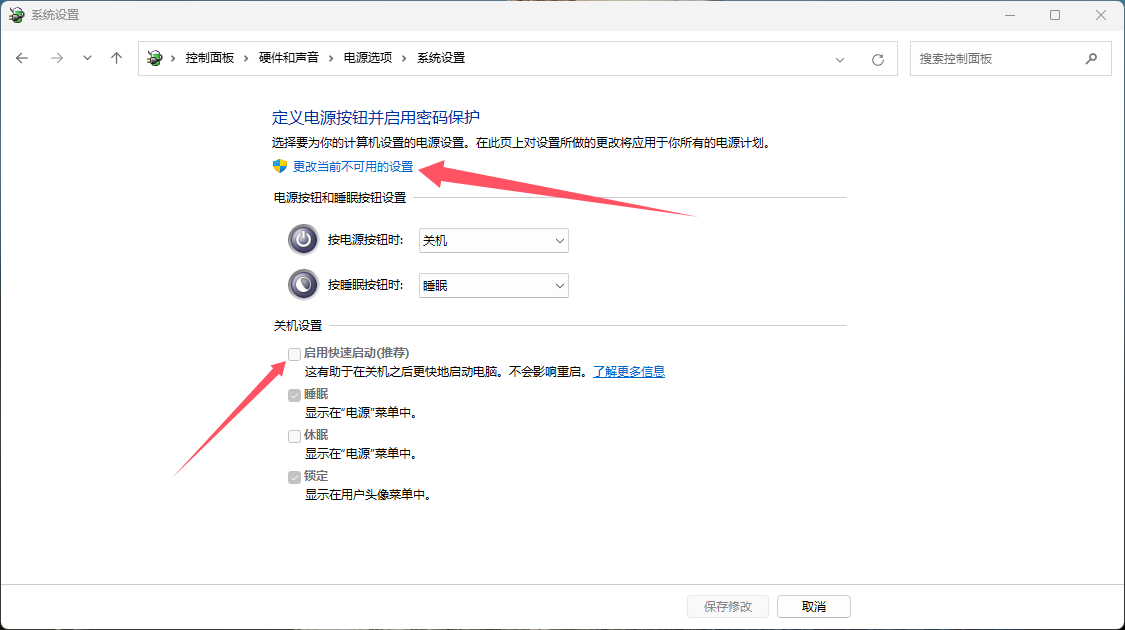 系统设置
控制面板 › 硬件和声音 › 电源选项 › 系统设置
搜索控制面板
定义电源按钮并启用密码保护
选择要为你的计算机设置的电源设置。在此页上对设置所做的更改将应用于你所有的电源计划。
更改当前不可用的设置
电源按钮和睡眠按钮设置
按电源按钮时: 关机
按睡眠按钮时: 睡眠
关机设置
启用快速启动(推荐)
这有助于在关机之后更快地启动电脑。不会影响重启。了解更多信息
睡眠
显示在“电源”菜单中。
休眠
显示在“电源”菜单中。
锁定
显示在用户头像菜单中。
保存修改 取消